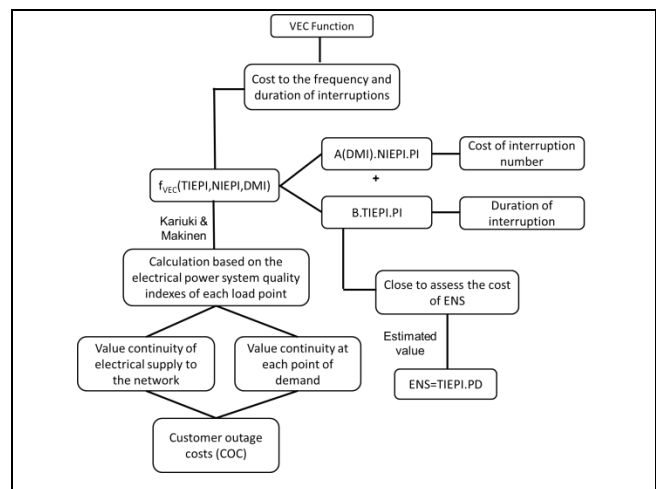 VEC Function
Cost to the frequency and
duration of interruptions
A(DMI).NIEPI.PI
Cost of interruption
number
+
fVEC(TIEPI,NIEPI,DMI)
B.TIEPI.PI
Duration of
interruption
Kariuki &
Makinen
Calculation based on the
electrical power system quality
indexes of each load point
Close to assess the cost
of ENS
Estimated
value
Value continuity of
electrical supply to
the network
Value continuity at
each point of
demand
ENS=TIEPI.PD
Customer outage
costs (COC)